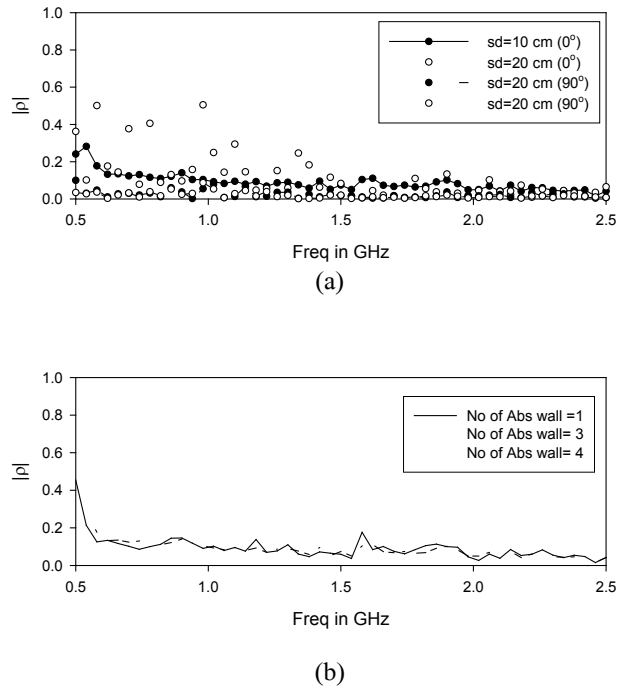 1.0
0.8
0.6
0.4
0.2
0.0
|ρ|
sd=10 cm (0°)
sd=20 cm (0°)
sd=20 cm (90°)
sd=20 cm (90°)
0.5 1.0 1.5 2.0 2.5
Freq in GHz
(a)
1.0
0.8
0.6
0.4
0.2
0.0
|ρ|
No of Abs wall =1
No of Abs wall= 3
No of Abs wall= 4
0.5 1.0 1.5 2.0 2.5
Freq in GHz
(b)